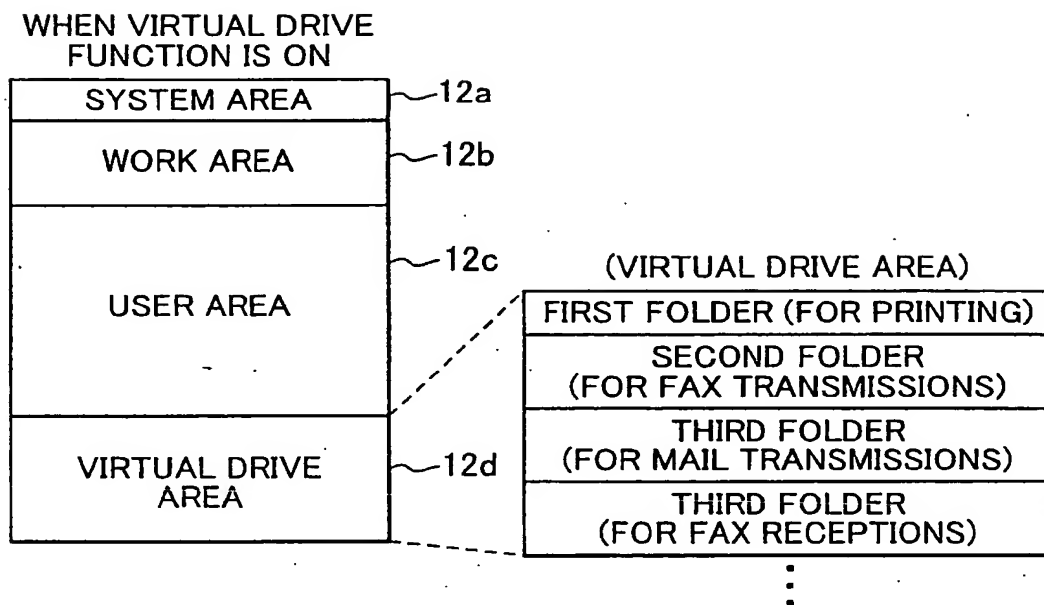 WHEN VIRTUAL DRIVE
FUNCTION IS ON
SYSTEM AREA
12a
WORK AREA
12b
USER AREA
12c
VIRTUAL DRIVE
AREA
12d
(VIRTUAL DRIVE AREA)
FIRST FOLDER (FOR PRINTING)
SECOND FOLDER
(FOR FAX TRANSMISSIONS)
THIRD FOLDER
(FOR MAIL TRANSMISSIONS)
THIRD FOLDER
(FOR FAX RECEPTIONS)